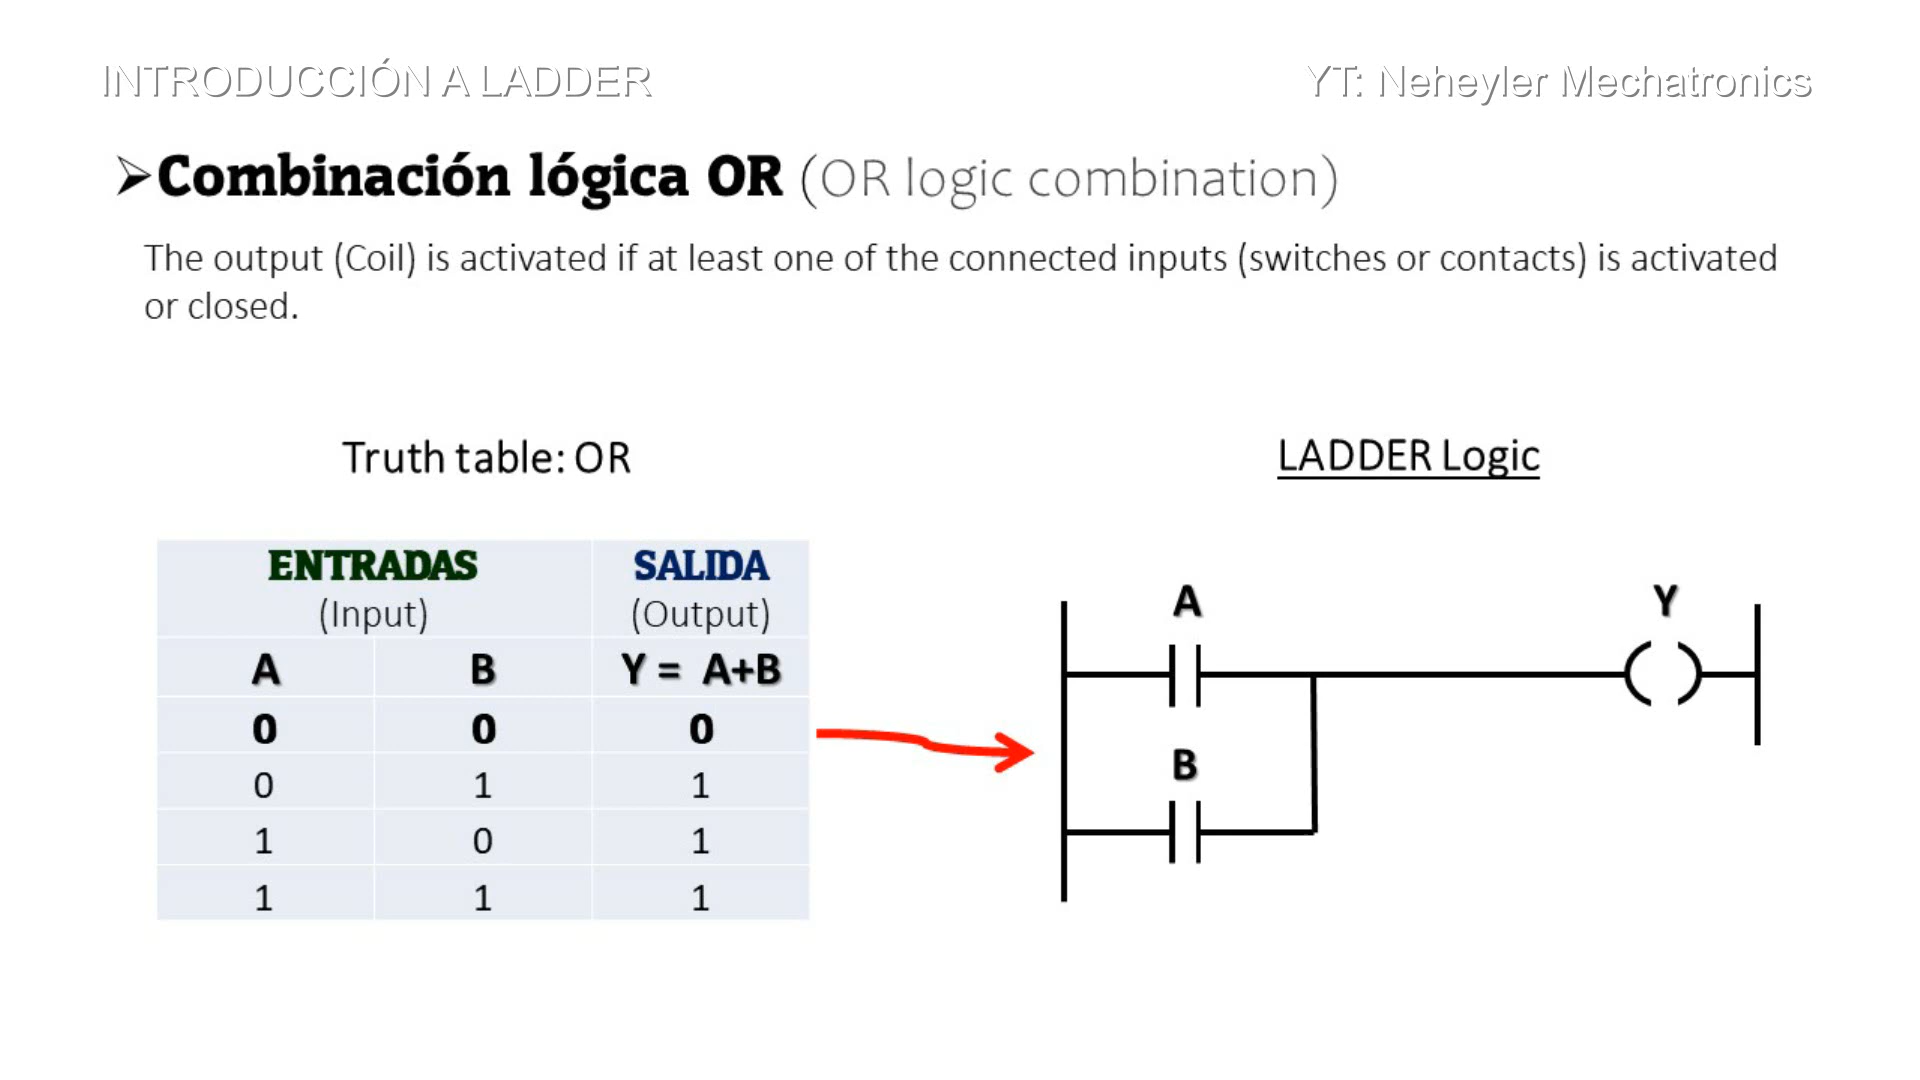 INTRODUCCIÓN A LADDER
YT: Neheyler Mechatronics
➢Combinación lógica OR (OR logic combination)
The output (Coil) is activated if at least one of the connected inputs (switches or contacts) is activated
or closed.
Truth table: OR
ENTRADAS SALIDA
(Input) (Output)
A B Y = A+B
0 0 0
0 1 1
1 0 1
1 1 1
LADDER Logic
A Y
B